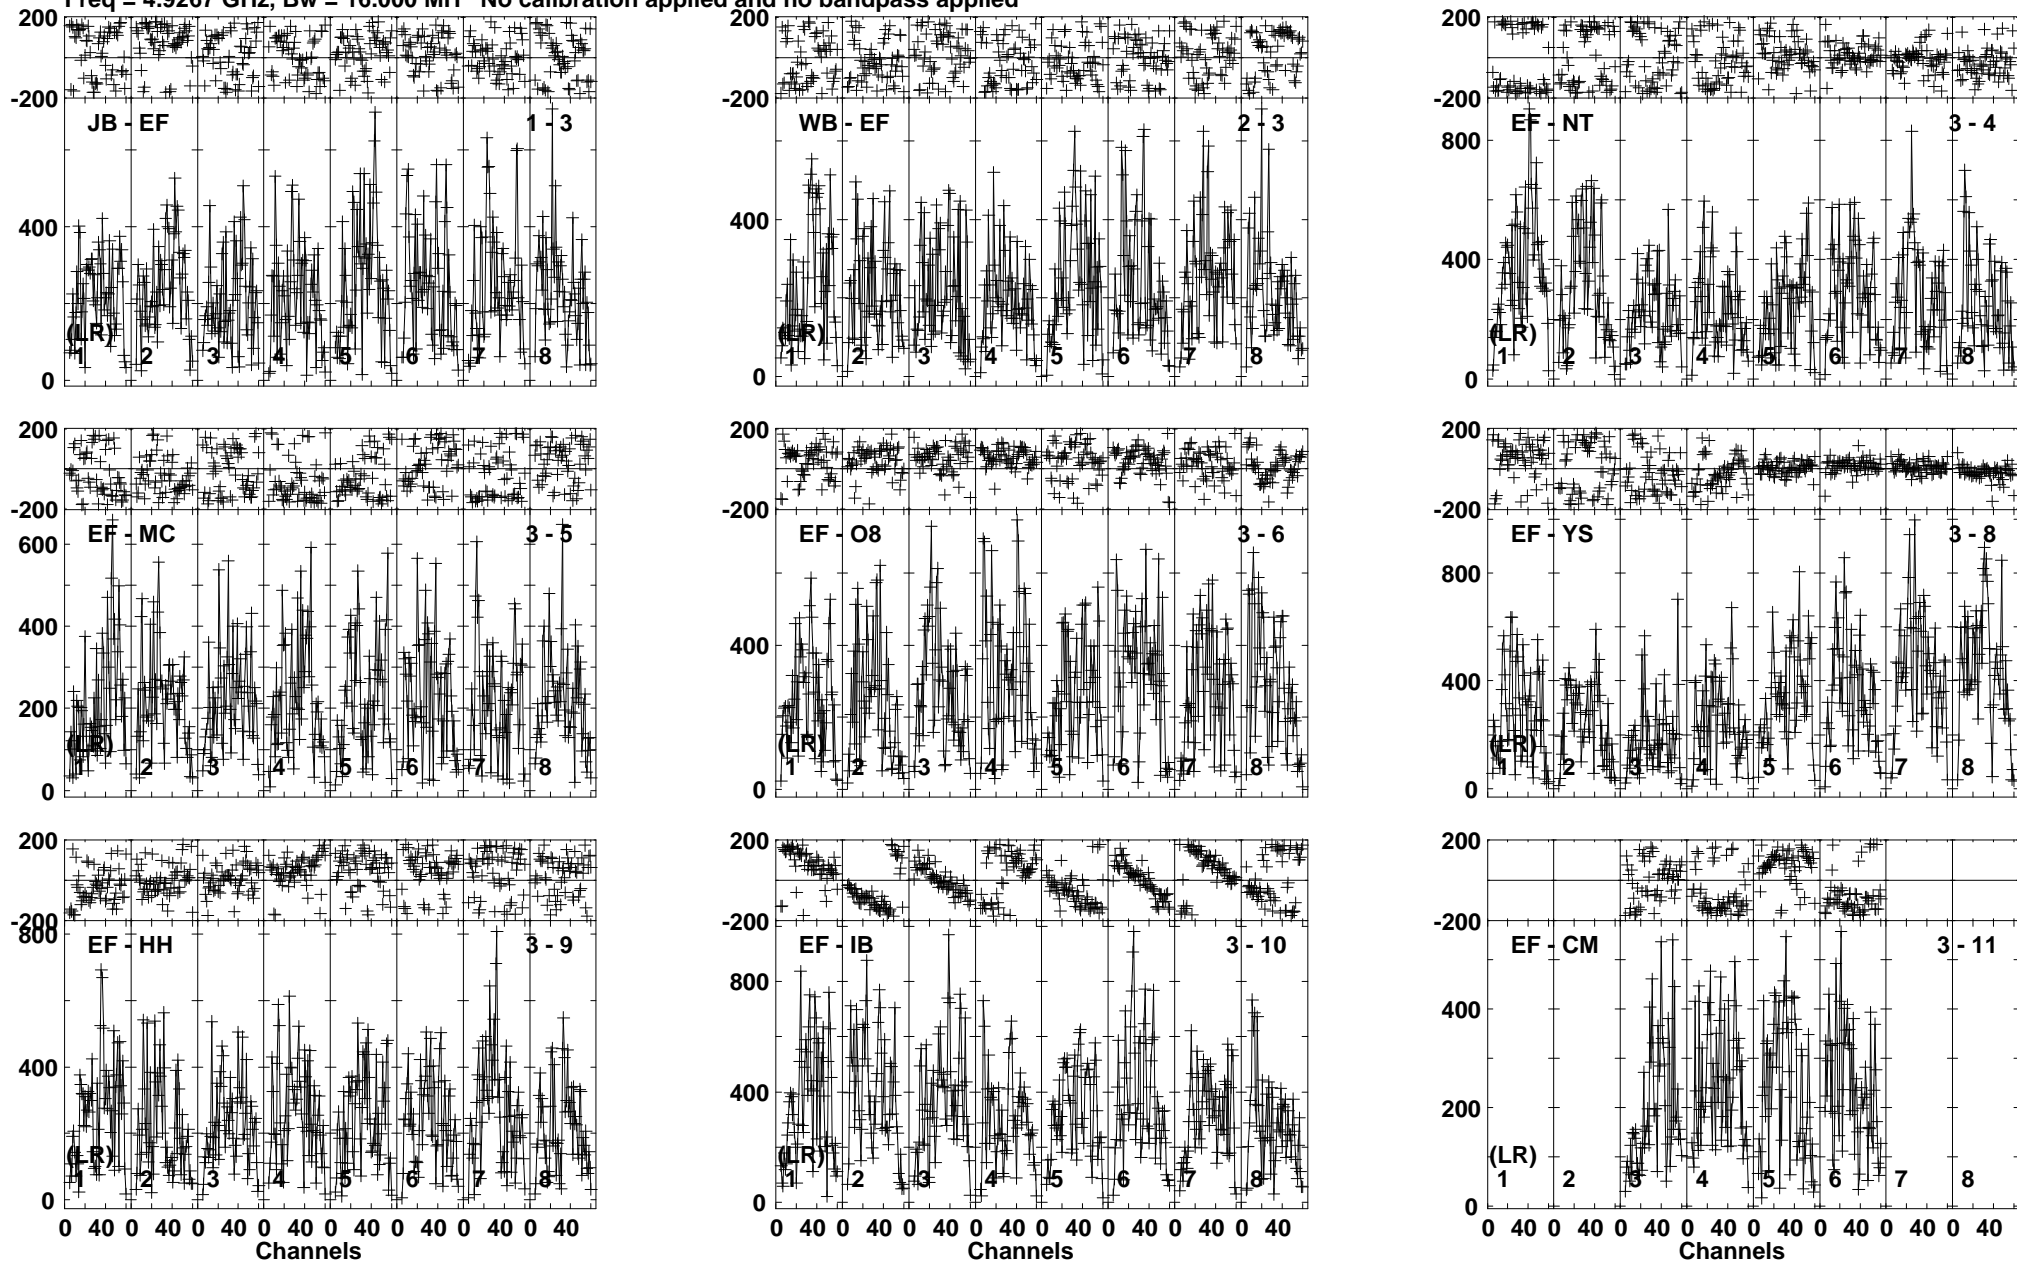 Freq = 4.9267 GHz, Bw = 16.000 MH No calibration applied and no bandpass applied
200 200 200
-200 -200 -200
JB - EF 1 - 3 WB - EF 2 - 3 EF - NT 3 - 4
800
400 400 400
(LR) (LR) (LR)
1 2 3 4 5 6 7 8 1 2 3 4 5 6 7 8 1 2 3 4 5 6 7 8
0 0 0
200 200 200
-200 -200 -200
EF - MC 3 - 5 EF - O8 3 - 6 EF - YS 3 - 8
600 800
400 400 400
200
(LR) (LR) (LR)
1 2 3 4 5 6 7 8 1 2 3 4 5 6 7 8 1 2 3 4 5 6 7 8
0 0 0
200 200 200
-200 -200 -200
800
EF - HH 3 - 9 EF - IB 3 - 10 EF - CM 3 - 11
800
400 400 400
200
(LR) (LR) (LR)
1 2 3 4 5 6 7 8 1 2 3 4 5 6 7 8 1 2 3 4 5 6 7 8
0 0 0
0 40 0 40 0 40 0 40 0 40 0 40 0 40 0 40 0 40 0 40 0 40 0 40 0 40 0 40 0 40 0 40 0 40 0 40 0 40 0 40 0 40 0 40 0 40 0 40
Channels Channels Channels